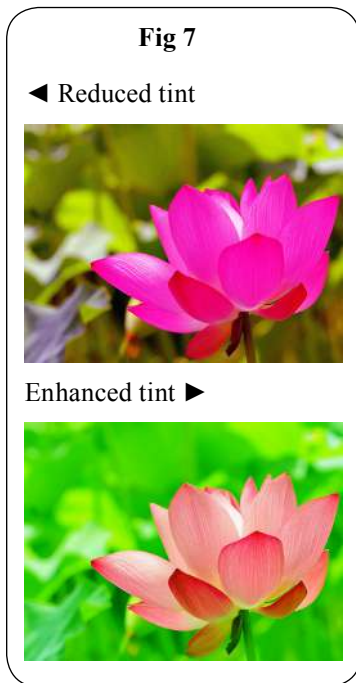 Fig 7
◄ Reduced tint
Enhanced tint ►